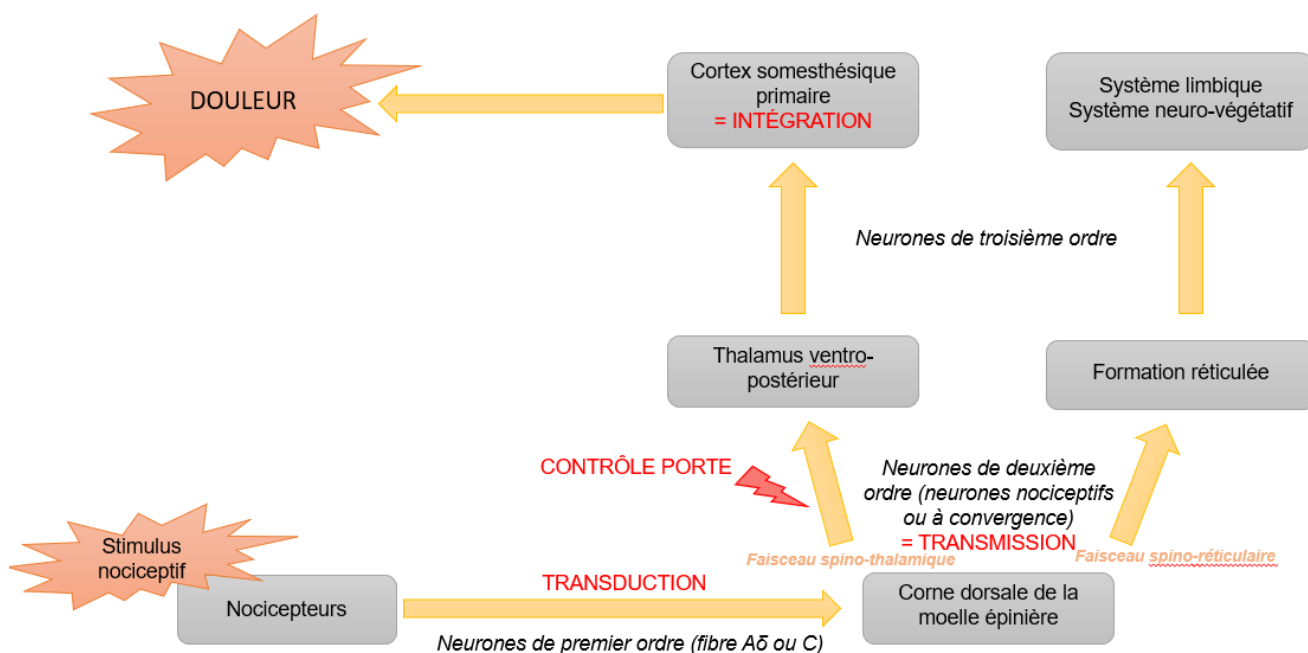 DOULEUR
Cortex somesthésique
primaire
= INTÉGRATION
Système limbique
Système neuro-végétatif
Neurones de troisième ordre
Thalamus ventro-
postérieur
Formation réticulée
CONTRÔLE PORTE
Neurones de deuxième
ordre (neurones nociceptifs
ou à convergence)
= TRANSMISSION
Faisceau spino-thalamique
Faisceau spino-réticulaire
Stimulus
nociceptif
Nocicepteurs
TRANSDUCTION
Neurones de premier ordre (fibre Aδ ou C)
Corne dorsale de la
moelle épinière